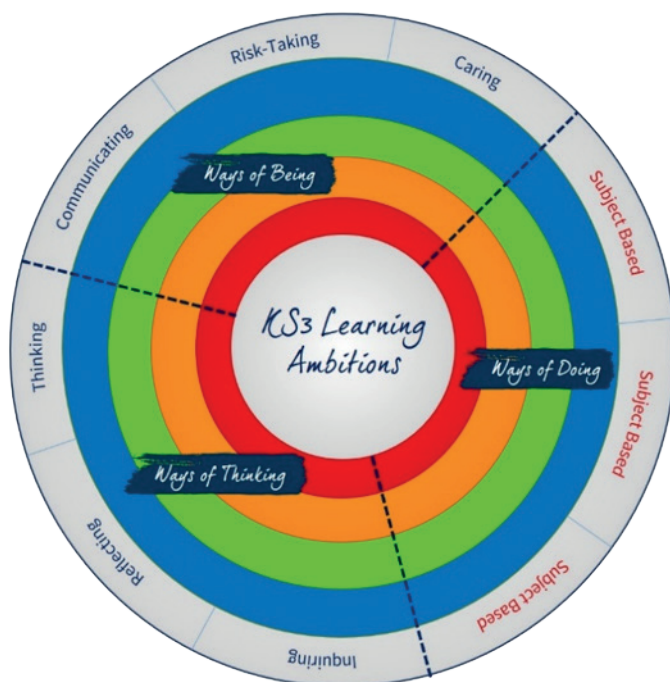 Risk-Taking
Caring
Communicating
Ways of Being
Subject Based
KS3 Learning
Ambitions
Thinking
Ways of Doing
Subject Based
Ways of Thinking
Reflecting
Subject Based
Inquiring